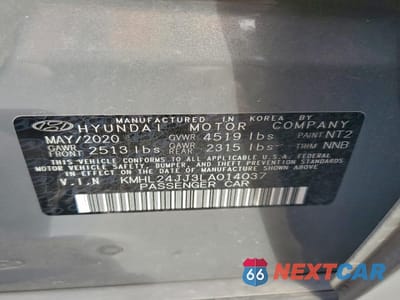 MANUFACTURED IN KOREA BY
HYUNDAI MOTOR COMPANY
MAY/2020 GVWR 4519 lbs PAINT NT2
GAWR FRONT 2513 lbs GAWR REAR 2315 lbs TRIM NNB
THIS VEHICLE CONFORMS TO ALL APPLICABLE U.S. FEDERAL
MOTOR VEHICLE SAFETY, BUMPER, AND THEFT PREVENTION
STANDARDS IN EFFECT ON THE DATE OF MANUFACTURE SHOWN ABOVE.
V.I.N KMHL24JJ3LA014037
PASSENGER CAR
66 NEXTCAR
.COM